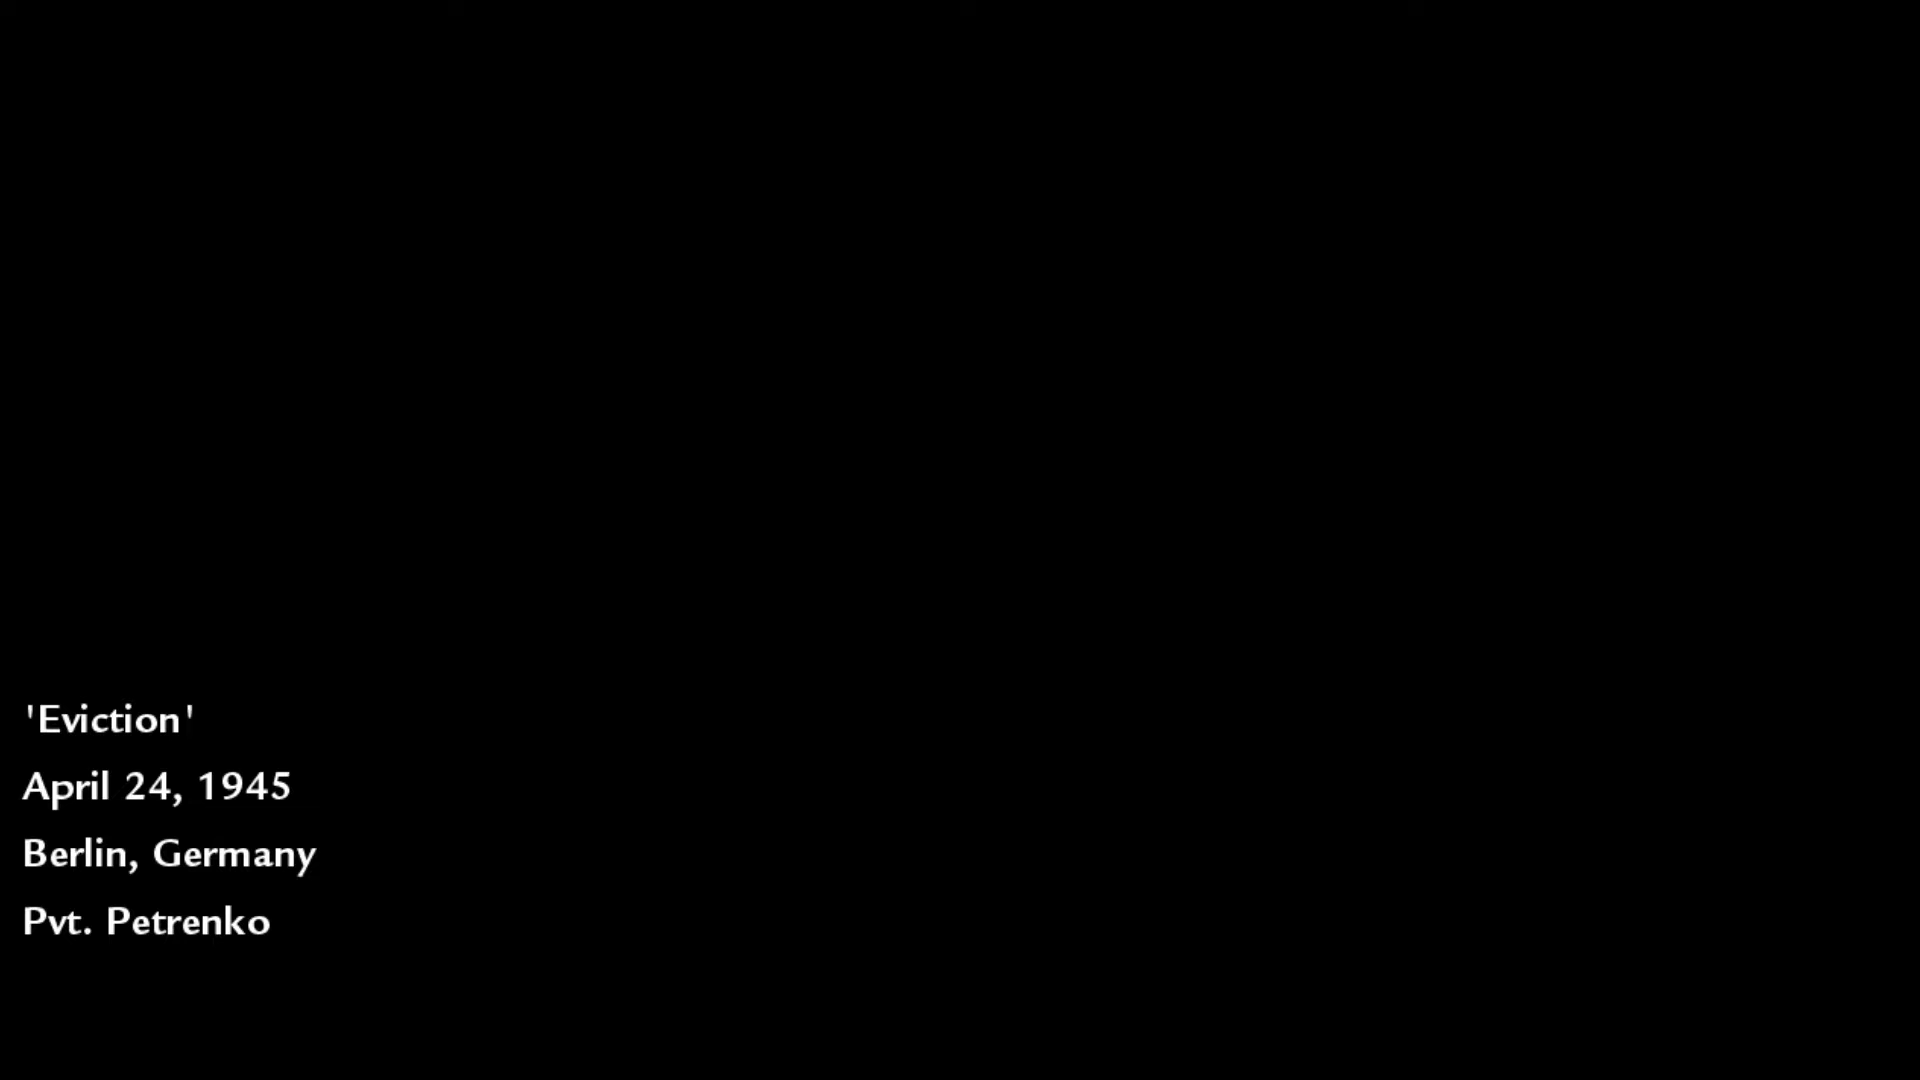 'Eviction'
April 24, 1945
Berlin, Germany
Pvt. Petrenko